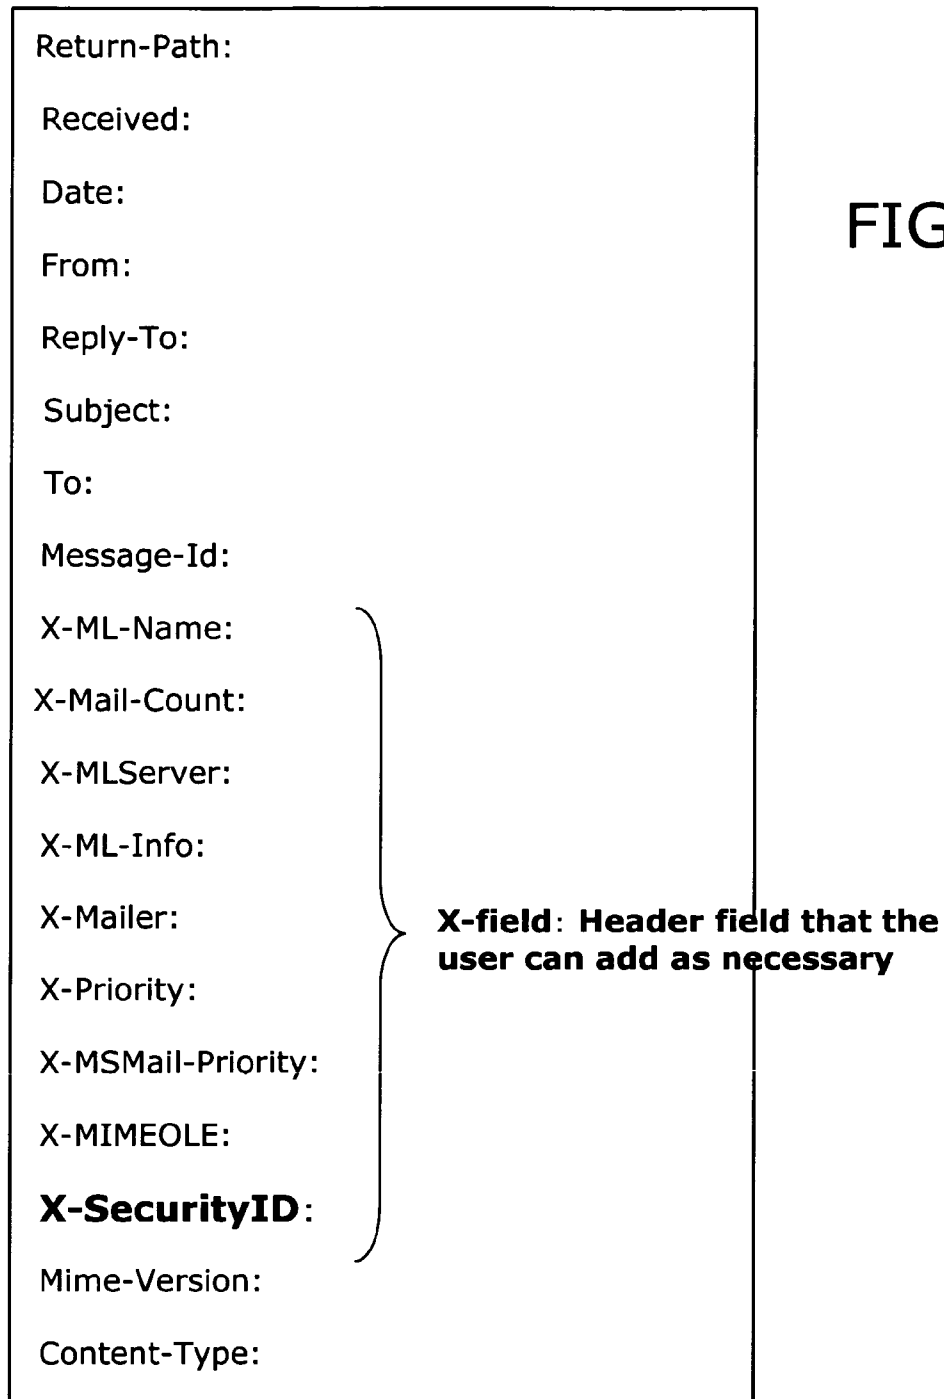 Return-Path:
Received:
Date:
FIG
From:
Reply-To:
Subject:
To:
Message-Id:
X-ML-Name:
X-Mail-Count:
X-MLServer:
X-ML-Info:
X-Mailer:
X-field: Header field that the
user can add as necessary
X-Priority:
X-MSMail-Priority:
X-MIMEOLE:
X-SecurityID:
Mime-Version:
Content-Type: